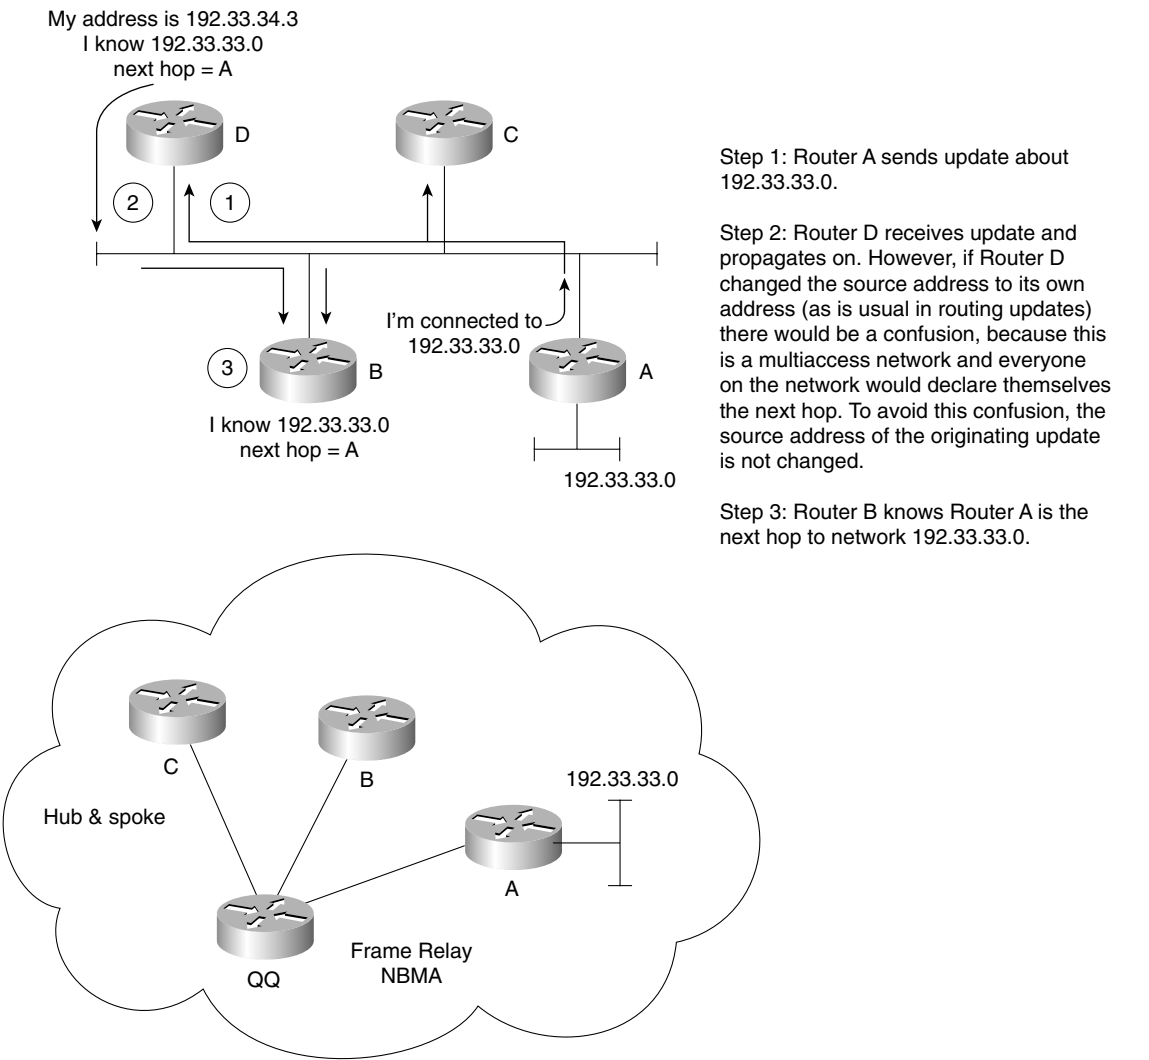 My address is 192.33.34.3
I know 192.33.33.0
next hop = A
D
C
2
1
I'm connected to
192.33.33.0
3
B
A
I know 192.33.33.0
next hop = A
192.33.33.0
Step 1: Router A sends update about
192.33.33.0.
Step 2: Router D receives update and
propagates on. However, if Router D
changed the source address to its own
address (as is usual in routing updates)
there would be a confusion, because this
is a multiaccess network and everyone
on the network would declare themselves
the next hop. To avoid this confusion, the
source address of the originating update
is not changed.
Step 3: Router B knows Router A is the
next hop to network 192.33.33.0.
C
B
192.33.33.0
Hub & spoke
A
Frame Relay
NBMA
QQ